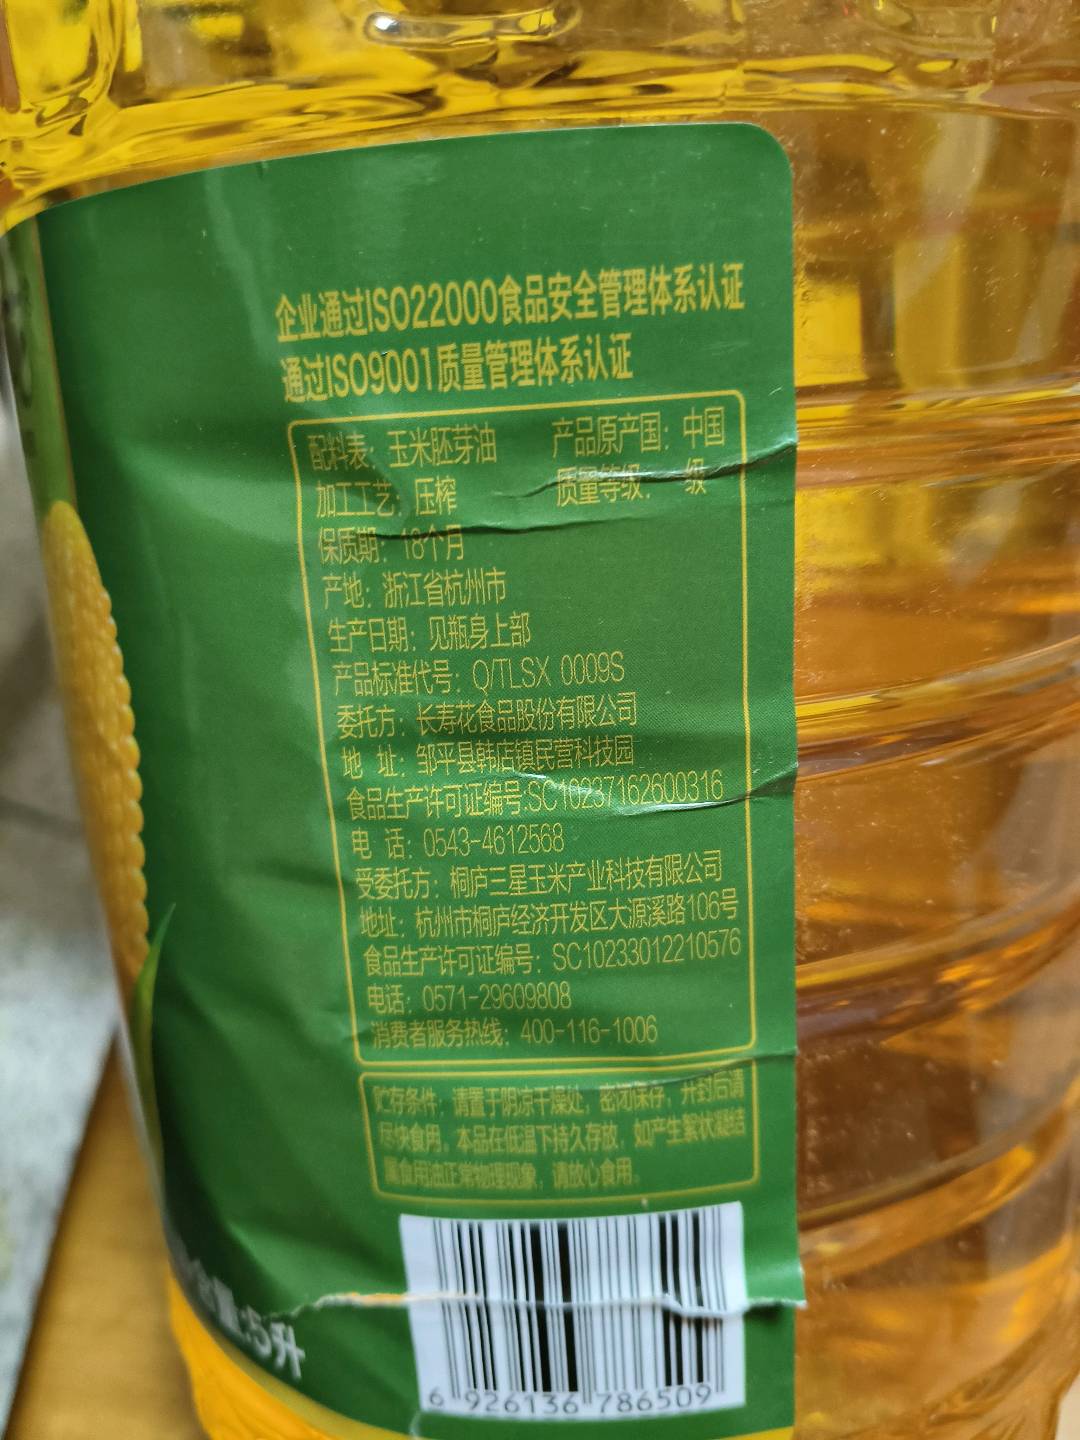 企业通过ISO22000食品安全管理体系认证
通过ISO9001质量管理体系认证
配料表：玉米胚芽油 产品原产国：中国
加工工艺：压榨 质量等级：一级
保质期：18个月
产地：浙江省杭州市
生产日期：见瓶身上部
产品标准代号：Q/TLSX 0009S
委托方：长寿花食品股份有限公司
地 址：邹平县韩店镇民营科技园
食品生产许可证编号:SC10237162600316
电 话：0543-4612568
受委托方：桐庐三星玉米产业科技有限公司
地址：杭州市桐庐经济开发区大源溪路106号
食品生产许可证编号：SC10233012210576
电话：0571-29609808
消费者服务热线：400-116-1006
贮存条件：请置于阴凉干燥处，密闭保存，开封后请
尽快食用。本品在低温下持久存放，如产生絮状凝结
属食用油正常物理现象，请放心食用。
量:5升
6 926136 786509